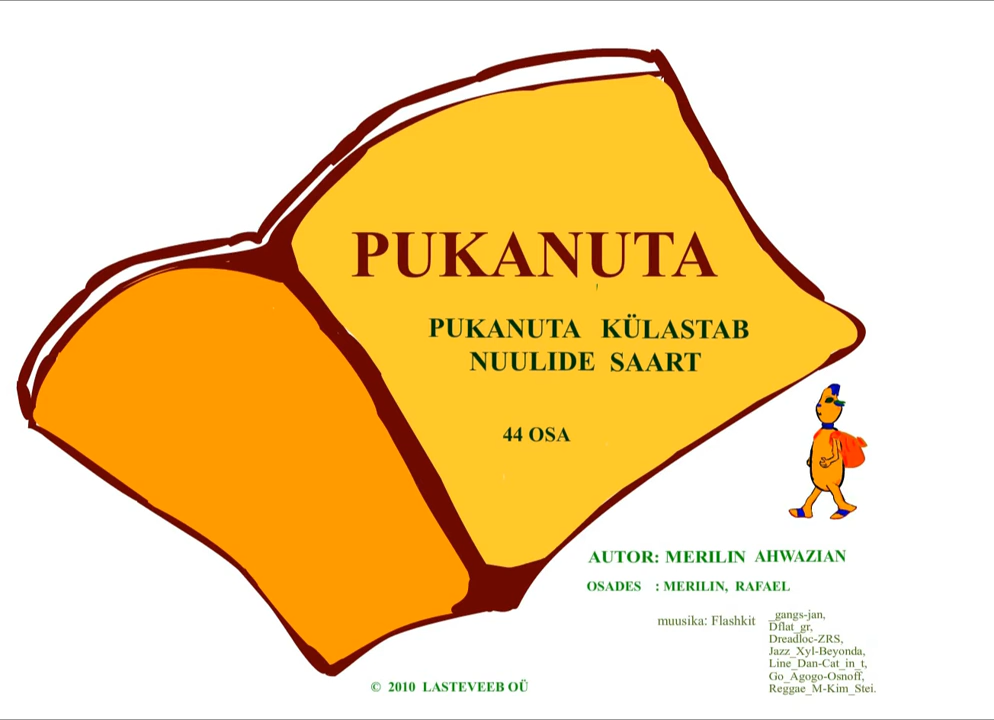 PUKANUTA
PUKANUTA KÜLASTAB
NUULIDE SAART
44 OSA
AUTOR: MERILIN AHWAZIAN
OSADES : MERILIN, RAFAEL
muusika: Flashkit
_gangs-jan,
Dflat_gr,
Dreadloc-ZRS,
Jazz_Xyl-Beyonda,
Line_Dan-Cat_in_t,
Go_Agogo-Osnoff,
Reggae_M-Kim_Stei.
© 2010 LASTEVEEB OÜ